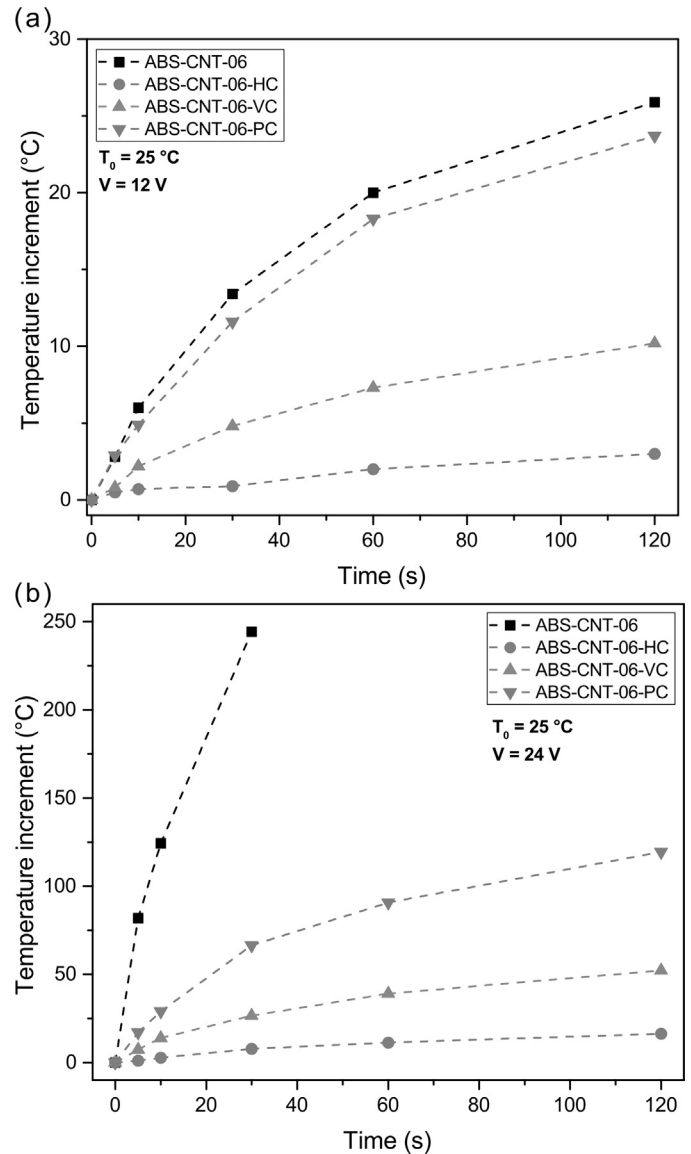 (a)
30
20
10
0
Temperature increment (°C)
ABS-CNT-06
ABS-CNT-06-HC
ABS-CNT-06-VC
ABS-CNT-06-PC
T0 = 25 °C
V = 12 V
0 20 40 60 80 100 120
Time (s)
(b)
250
200
150
100
50
0
Temperature increment (°C)
ABS-CNT-06
ABS-CNT-06-HC
ABS-CNT-06-VC
ABS-CNT-06-PC
T0 = 25 °C
V = 24 V
0 20 40 60 80 100 120
Time (s)